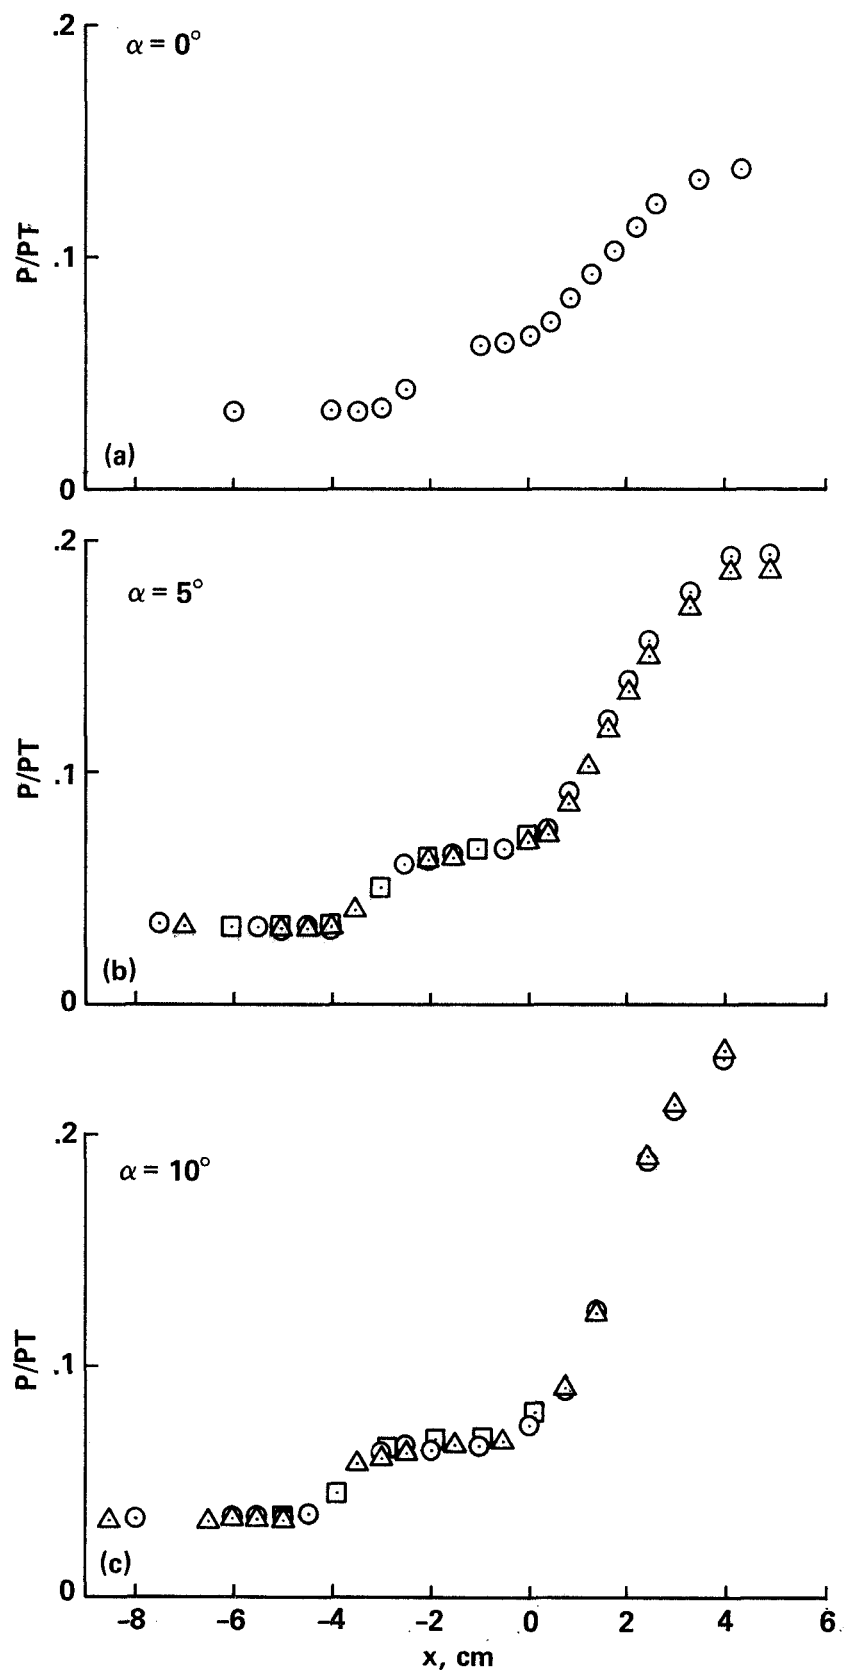 .2
α = 0°
P/PT
.1
(a)
0
.2
α = 5°
P/PT
.1
(b)
0
.2
α = 10°
P/PT
.1
(c)
0
–8 –6 –4 –2 0 2 4 6
x, cm